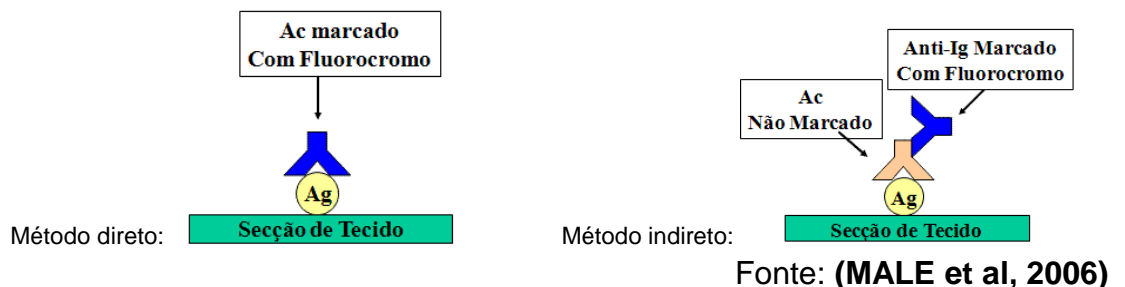 Ac marcado
Com Fluorocromo
Ag
Secção de Tecido
Método direto:
Anti-Ig Marcado
Com Fluorocromo
Ac
Não Marcado
Ag
Secção de Tecido
Método indireto:
Fonte: (MALE et al, 2006)